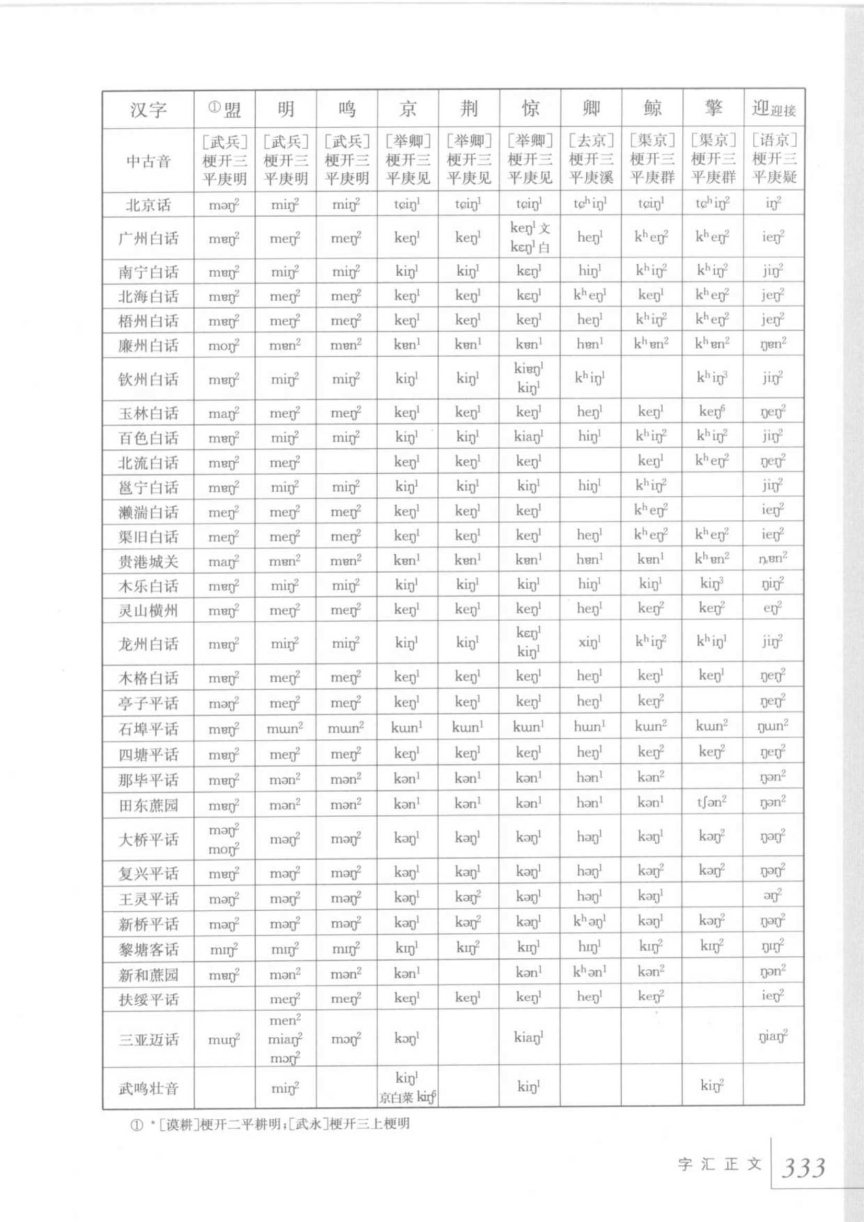 汉字 ①盟 明 鸣 京 荆 惊 卿 鲸 擎 迎迎接
中古音 [武兵]梗开三平庚明 [武兵]梗开三平庚明 [武兵]梗开三平庚明 [举卿]梗开三平庚见 [举卿]梗开三平庚见 [举卿]梗开三平庚见 [去京]梗开三平庚溪 [渠京]梗开三平庚群 [渠京]梗开三平庚群 [语京]梗开三平庚疑
北京话 məŋ² miŋ² miŋ² tɕiŋ¹ tɕiŋ¹ tɕiŋ¹ tɕʰiŋ¹ tɕiŋ¹ tɕʰiŋ² iŋ²
广州白话 mɐŋ² meŋ² meŋ² keŋ¹ keŋ¹ keŋ¹文 kɛŋ¹白 heŋ¹ kʰeŋ² kʰeŋ² ieŋ²
南宁白话 mɐŋ² miŋ² miŋ² kiŋ¹ kiŋ¹ kɛŋ¹ hiŋ¹ kʰiŋ² kʰiŋ² jiŋ²
北海白话 mɐŋ² meŋ² meŋ² keŋ¹ keŋ¹ kɛŋ¹ kʰeŋ¹ keŋ¹ kʰeŋ² jeŋ²
梧州白话 mɐŋ² meŋ² meŋ² keŋ¹ keŋ¹ keŋ¹ heŋ¹ kʰiŋ² kʰeŋ² jeŋ²
廉州白话 moŋ² mɐn² mɐn² kɐn¹ kɐn¹ kɐn¹ hɐn¹ kʰɐn² kʰɐn² ŋɐn²
钦州白话 mɐŋ² miŋ² miŋ² kiŋ¹ kiŋ¹ kiɐŋ¹ kiŋ¹ kʰiŋ¹ kʰiŋ³ jiŋ²
玉林白话 maŋ² meŋ² meŋ² keŋ¹ keŋ¹ keŋ¹ heŋ¹ keŋ¹ keŋ⁶ ŋeŋ²
百色白话 mɐŋ² miŋ² miŋ² kiŋ¹ kiŋ¹ kiaŋ¹ hiŋ¹ kʰiŋ² kʰiŋ² jiŋ²
北流白话 mɐŋ² meŋ² keŋ¹ keŋ¹ keŋ¹ keŋ¹ kʰeŋ² ŋeŋ²
邕宁白话 mɐŋ² miŋ² miŋ² kiŋ¹ kiŋ¹ kiŋ¹ hiŋ¹ kʰiŋ² jiŋ²
濑湍白话 meŋ² meŋ² meŋ² keŋ¹ keŋ¹ keŋ¹ kʰeŋ² ieŋ²
渠旧白话 meŋ² meŋ² meŋ² keŋ¹ keŋ¹ keŋ¹ heŋ¹ kʰeŋ² kʰeŋ² ieŋ²
贵港城关 maŋ² mɐn² mɐn² kɐn¹ kɐn¹ kɐn¹ hɐn¹ kɐn¹ kʰɐn² ȵɐn²
木乐白话 mɐŋ² miŋ² miŋ² kiŋ¹ kiŋ¹ kiŋ¹ hiŋ¹ kiŋ¹ kiŋ³ ŋiŋ²
灵山横州 mɐŋ² meŋ² meŋ² keŋ¹ keŋ¹ keŋ¹ heŋ¹ keŋ² keŋ² eŋ²
龙州白话 mɐŋ² miŋ² miŋ² kiŋ¹ kiŋ¹ kɛŋ¹ kiŋ¹ xiŋ¹ kʰiŋ² kʰiŋ¹ jiŋ²
木格白话 mɐŋ² meŋ² meŋ² keŋ¹ keŋ¹ keŋ¹ heŋ¹ keŋ¹ keŋ¹ ŋeŋ²
亭子平话 məŋ² meŋ² meŋ² keŋ¹ keŋ¹ keŋ¹ heŋ¹ keŋ² ŋeŋ²
石埠平话 mɐŋ² mɯn² mɯn² kɯn¹ kɯn¹ kɯn¹ hɯn¹ kɯn² kɯn² ŋɯn²
四塘平话 mɐŋ² meŋ² meŋ² keŋ¹ keŋ¹ keŋ¹ heŋ¹ keŋ² keŋ² ŋeŋ²
那毕平话 mɐŋ² mən² mən² kən¹ kən¹ kən¹ hən¹ kən² ŋən²
田东蔗园 mɐŋ² mən² mən² kən¹ kən¹ kən¹ hən¹ kən¹ tʃən² ŋən²
大桥平话 məŋ² moŋ² məŋ² məŋ² kəŋ¹ kəŋ¹ kəŋ¹ həŋ¹ kəŋ¹ kəŋ² ŋəŋ²
复兴平话 mɐŋ² məŋ² məŋ² kəŋ¹ kəŋ¹ kəŋ¹ həŋ¹ kəŋ² kəŋ² ŋəŋ²
王灵平话 məŋ² məŋ² məŋ² kəŋ¹ kəŋ² kəŋ¹ həŋ¹ kəŋ¹ əŋ²
新桥平话 məŋ² məŋ² məŋ² kəŋ¹ kəŋ² kəŋ¹ kʰəŋ¹ kəŋ¹ kəŋ² ŋəŋ²
黎塘客话 mɪŋ² mɪŋ² mɪŋ² kɪŋ¹ kɪŋ² kɪŋ¹ hɪŋ¹ kɪŋ² kɪŋ² ŋɪŋ²
新和蔗园 mɐŋ² mən² mən² kən¹ kən¹ kʰən¹ kən² ŋən²
扶绥平话 meŋ² meŋ² keŋ¹ keŋ¹ keŋ¹ heŋ¹ keŋ² ieŋ²
三亚迈话 muŋ² men² miaŋ² məŋ² məŋ² kəŋ¹ kiaŋ¹ ŋiaŋ²
武鸣壮音 miŋ² kiŋ¹ 京白菜 kiŋ⁶ kiŋ¹ kiŋ²
① *[谟耕]梗开二平耕明;[武永]梗开三上梗明
字汇正文 333